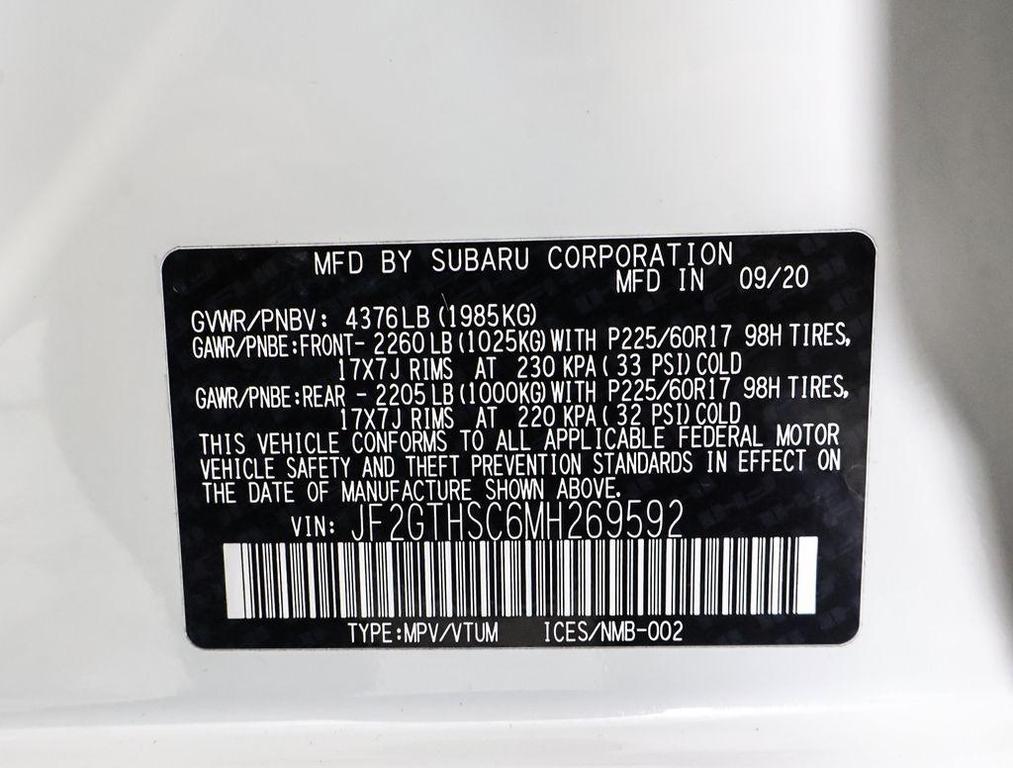 MFD BY SUBARU CORPORATION
MFD IN 09/20
GVWR/PNBV: 4376LB (1985KG)
GAWR/PNBE:FRONT- 2260 LB (1025KG) WITH P225/60R17 98H TIRES,
17X7J RIMS AT 230 KPA ( 33 PSI) COLD
GAWR/PNBE:REAR - 2205 LB (1000KG) WITH P225/60R17 98H TIRES,
17X7J RIMS AT 220 KPA ( 32 PSI) COLD
THIS VEHICLE CONFORMS TO ALL APPLICABLE FEDERAL MOTOR
VEHICLE SAFETY AND THEFT PREVENTION STANDARDS IN EFFECT ON
THE DATE OF MANUFACTURE SHOWN ABOVE.
VIN: JF2GTHSC6MH269592
TYPE:MPV/VTUM ICES/NMB-002